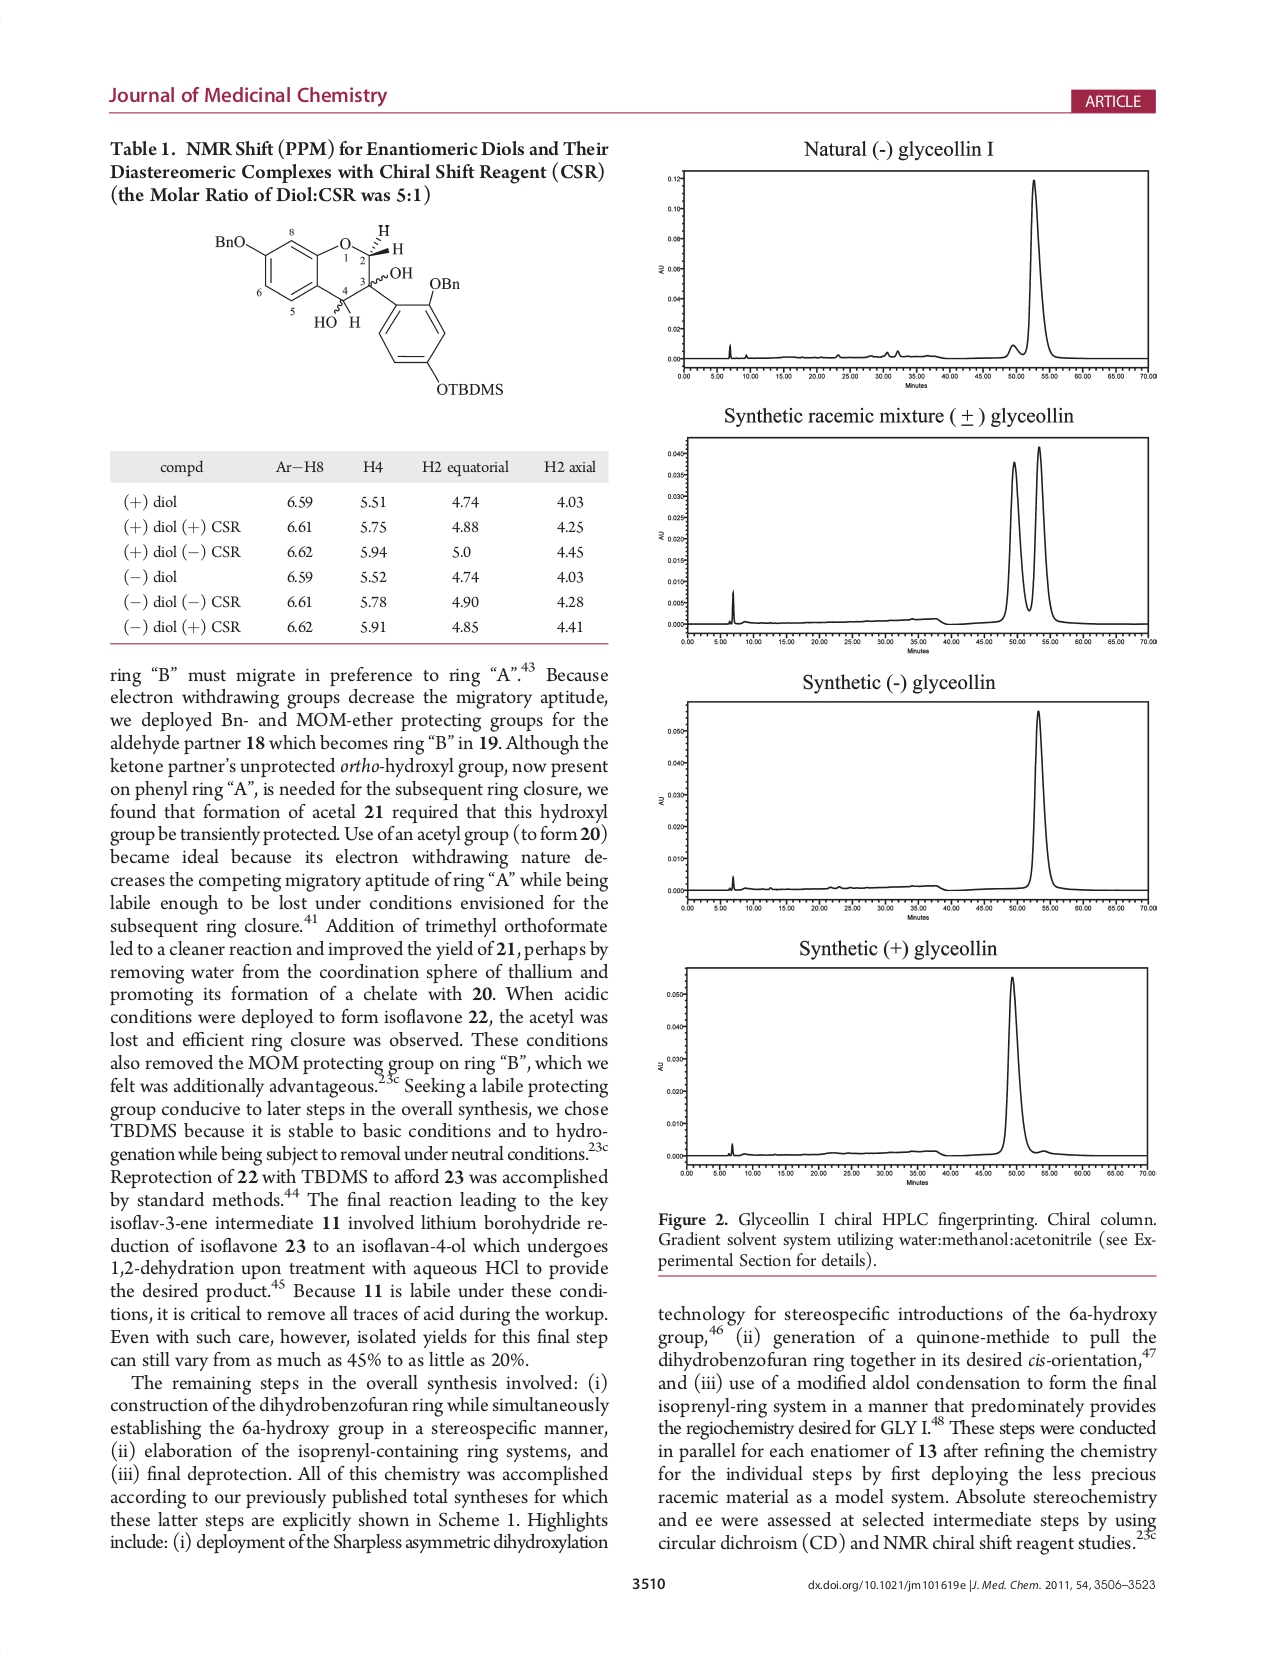 Journal of Medicinal Chemistry
ARTICLE
Table 1. NMR Shift (PPM) for Enantiomeric Diols and Their
Diastereomeric Complexes with Chiral Shift Reagent (CSR)
(the Molar Ratio of Diol:CSR was 5:1)
BnO
8
O
1
2
H
H
3
OH
OBn
4
6
5
HO H
OTBDMS
compd Ar−H8 H4 H2 equatorial H2 axial
(+) diol 6.59 5.51 4.74 4.03
(+) diol (+) CSR 6.61 5.75 4.88 4.25
(+) diol (−) CSR 6.62 5.94 5.0 4.45
(−) diol 6.59 5.52 4.74 4.03
(−) diol (−) CSR 6.61 5.78 4.90 4.28
(−) diol (+) CSR 6.62 5.91 4.85 4.41
ring “B” must migrate in preference to ring “A”.43 Because
electron withdrawing groups decrease the migratory aptitude,
we deployed Bn- and MOM-ether protecting groups for the
aldehyde partner 18 which becomes ring “B” in 19. Although the
ketone partner’s unprotected ortho-hydroxyl group, now present
on phenyl ring “A”, is needed for the subsequent ring closure, we
found that formation of acetal 21 required that this hydroxyl
group be transiently protected. Use of an acetyl group (to form 20)
became ideal because its electron withdrawing nature de-
creases the competing migratory aptitude of ring “A” while being
labile enough to be lost under conditions envisioned for the
subsequent ring closure.41 Addition of trimethyl orthoformate
led to a cleaner reaction and improved the yield of 21, perhaps by
removing water from the coordination sphere of thallium and
promoting its formation of a chelate with 20. When acidic
conditions were deployed to form isoflavone 22, the acetyl was
lost and efficient ring closure was observed. These conditions
also removed the MOM protecting group on ring “B”, which we
felt was additionally advantageous.23c Seeking a labile protecting
group conducive to later steps in the overall synthesis, we chose
TBDMS because it is stable to basic conditions and to hydro-
genation while being subject to removal under neutral conditions.23c
Reprotection of 22 with TBDMS to afford 23 was accomplished
by standard methods.44 The final reaction leading to the key
isoflav-3-ene intermediate 11 involved lithium borohydride re-
duction of isoflavone 23 to an isoflavan-4-ol which undergoes
1,2-dehydration upon treatment with aqueous HCl to provide
the desired product.45 Because 11 is labile under these condi-
tions, it is critical to remove all traces of acid during the workup.
Even with such care, however, isolated yields for this final step
can still vary from as much as 45% to as little as 20%.
The remaining steps in the overall synthesis involved: (i)
construction of the dihydrobenzofuran ring while simultaneously
establishing the 6a-hydroxy group in a stereospecific manner,
(ii) elaboration of the isoprenyl-containing ring systems, and
(iii) final deprotection. All of this chemistry was accomplished
according to our previously published total syntheses for which
these latter steps are explicitly shown in Scheme 1. Highlights
include: (i) deployment of the Sharpless asymmetric dihydroxylation
Natural (-) glyceollin I
0.12
0.10
0.08
0.06
0.04
0.02
0.00
AU
0.00 5.00 10.00 15.00 20.00 25.00 30.00 35.00 40.00 45.00 50.00 55.00 60.00 65.00 70.00
Minutes
Synthetic racemic mixture (±) glyceollin
0.040
0.035
0.030
0.025
0.020
0.015
0.010
0.005
0.000
AU
0.00 5.00 10.00 15.00 20.00 25.00 30.00 35.00 40.00 45.00 50.00 55.00 60.00 65.00 70.00
Minutes
Synthetic (-) glyceollin
0.050
0.040
0.030
0.020
0.010
0.000
AU
0.00 5.00 10.00 15.00 20.00 25.00 30.00 35.00 40.00 45.00 50.00 55.00 60.00 65.00 70.00
Minutes
Synthetic (+) glyceollin
0.050
0.040
0.030
0.020
0.010
0.000
AU
0.00 5.00 10.00 15.00 20.00 25.00 30.00 35.00 40.00 45.00 50.00 55.00 60.00 65.00 70.00
Minutes
Figure 2. Glyceollin I chiral HPLC fingerprinting. Chiral column.
Gradient solvent system utilizing water:methanol:acetonitrile (see Ex-
perimental Section for details).
technology for stereospecific introductions of the 6a-hydroxy
group,46 (ii) generation of a quinone-methide to pull the
dihydrobenzofuran ring together in its desired cis-orientation,47
and (iii) use of a modified aldol condensation to form the final
isoprenyl-ring system in a manner that predominately provides
the regiochemistry desired for GLY I.48 These steps were conducted
in parallel for each enatiomer of 13 after refining the chemistry
for the individual steps by first deploying the less precious
racemic material as a model system. Absolute stereochemistry
and ee were assessed at selected intermediate steps by using
circular dichroism (CD) and NMR chiral shift reagent studies.23c
3510
dx.doi.org/10.1021/jm101619e |J. Med. Chem. 2011, 54, 3506–3523